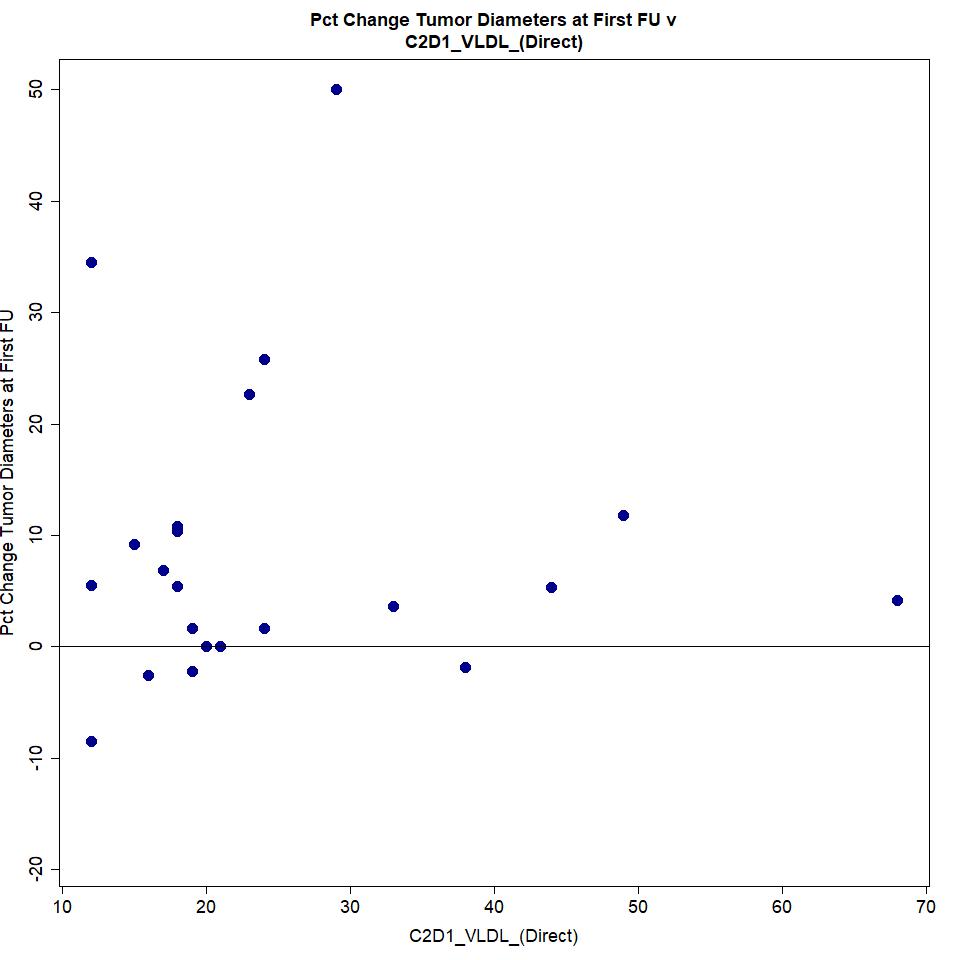 Pct Change Tumor Diameters at First FU v
C2D1_VLDL_(Direct)
Pct Change Tumor Diameters at First FU
50
40
30
20
10
0
-10
-20
10 20 30 40 50 60 70
C2D1_VLDL_(Direct)